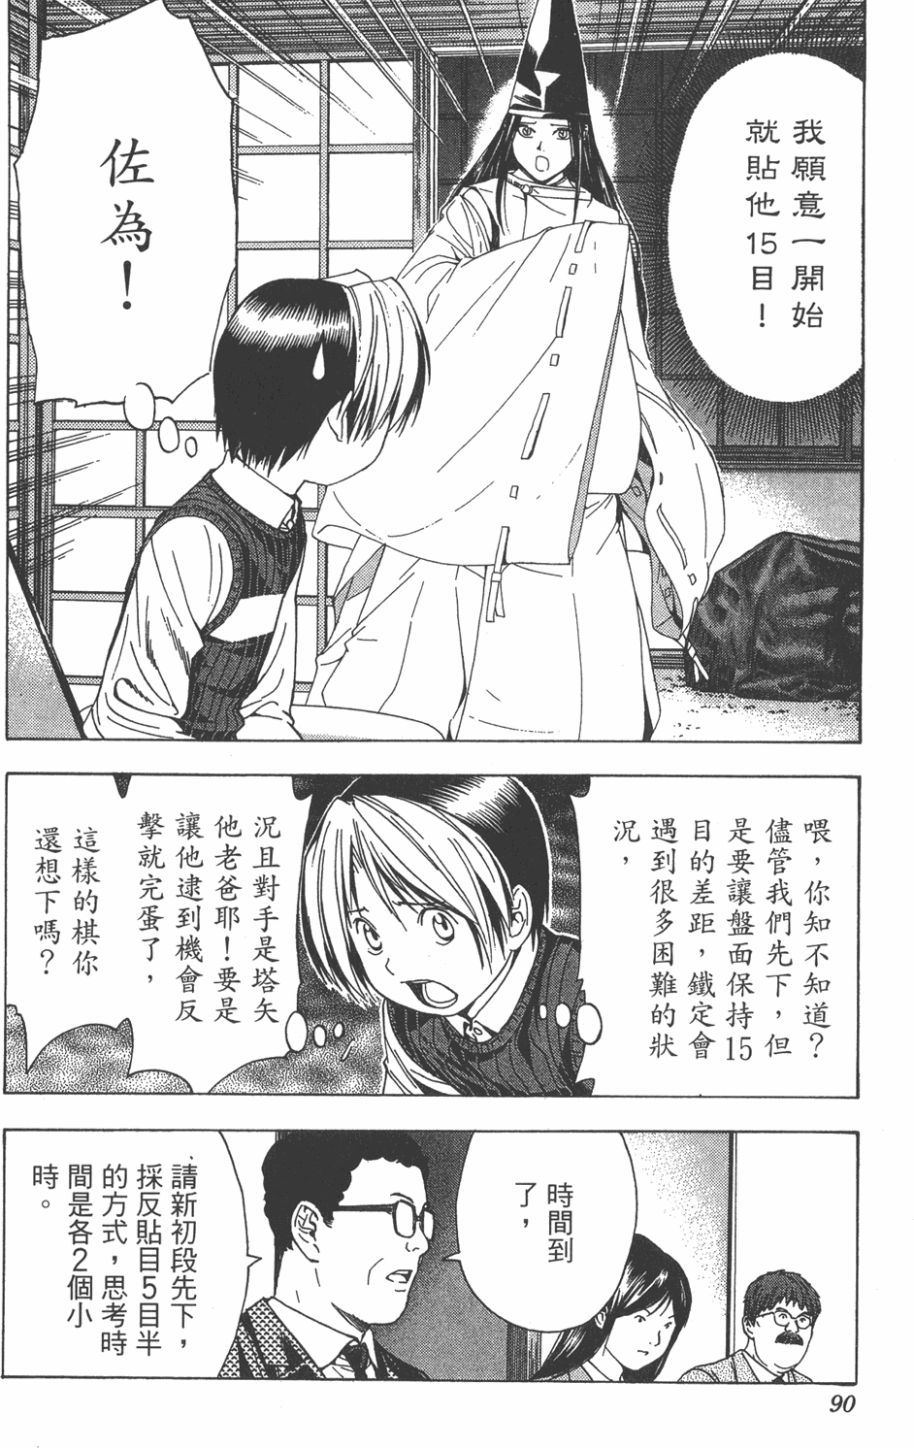 我願意一開始
就貼他15目！
佐為！
喂，你知不知道？
儘管我們先下，但
是要讓盤面保持15
目的差距，鐵定會
遇到很多困難的狀
況，
況且對手是塔矢
他老爸耶！要是
讓他逮到機會反
擊就完蛋了，
這樣的棋你
還想下嗎？
時間到
了，
請新初段先下，
採反貼目5目半
的方式，思考時
間是各2個小
時。
90